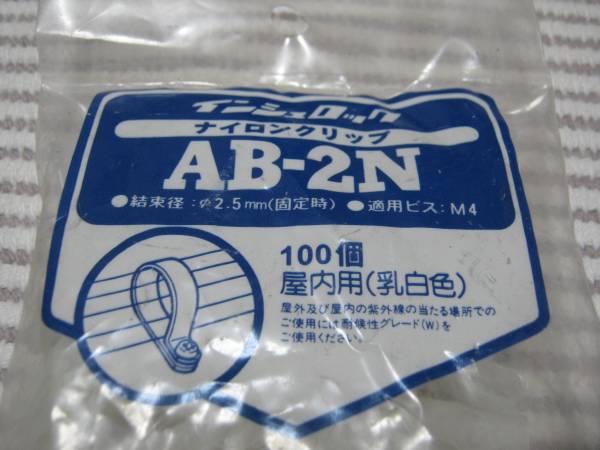 インシュロック
ナイロンクリップ
AB-2N
●結束径:φ2.5mm(固定時) ●適用ビス:M4
100個
屋内用(乳白色)
屋外及び屋内の紫外線の当たる場所での
ご使用には耐候性グレード(W)を
ご使用ください。